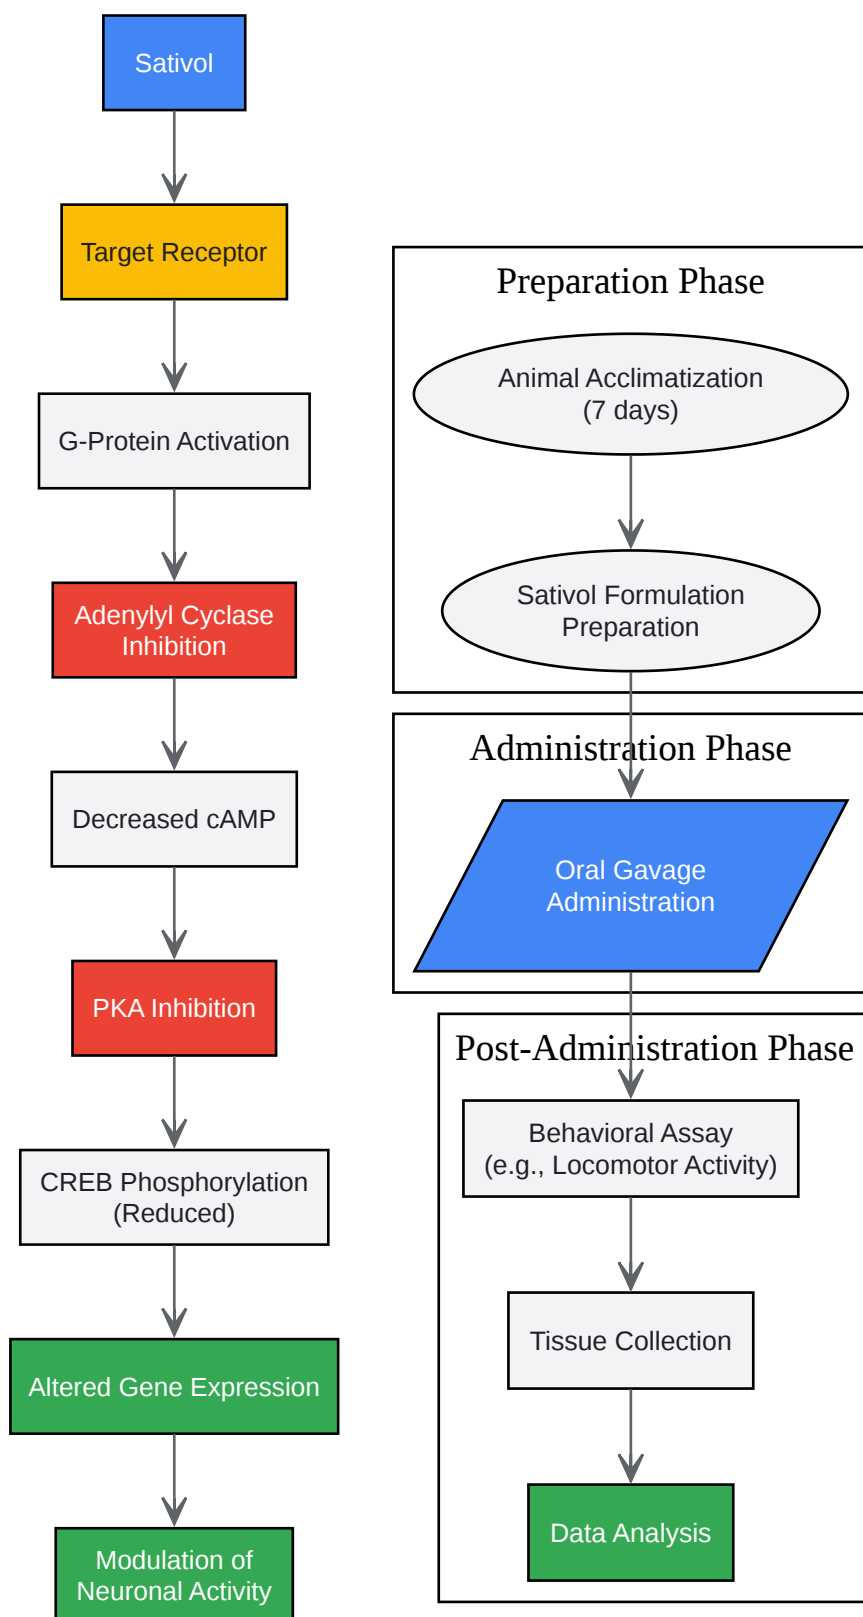 Sativol
Target Receptor
G-Protein Activation
Adenylyl Cyclase
Inhibition
Decreased cAMP
PKA Inhibition
CREB Phosphorylation
(Reduced)
Altered Gene Expression
Modulation of
Neuronal Activity
Preparation Phase
Animal Acclimatization
(7 days)
Sativol Formulation
Preparation
Administration Phase
Oral Gavage
Administration
Post-Administration Phase
Behavioral Assay
(e.g., Locomotor Activity)
Tissue Collection
Data Analysis